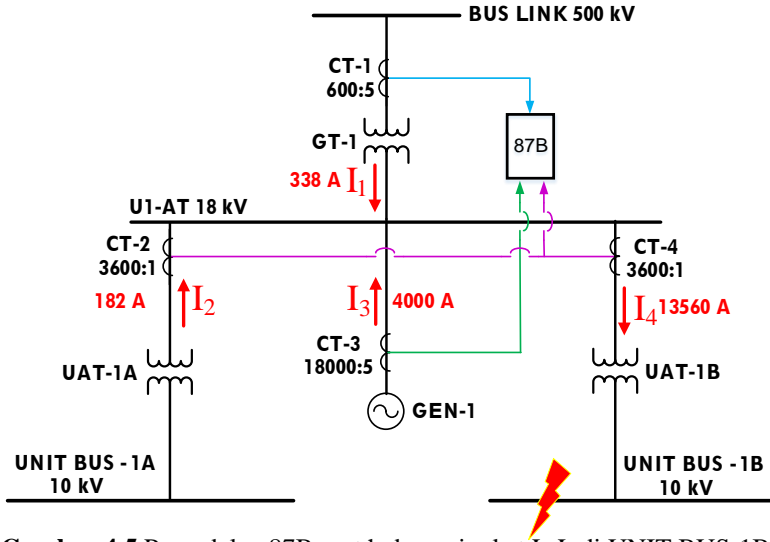 BUS LINK 500 kV
CT-1
600:5
GT-1
87B
338 A I1
U1-AT 18 kV
CT-2
3600:1
CT-4
3600:1
182 A I2
I3 4000 A
I4 13560 A
CT-3
18000:5
UAT-1A
UAT-1B
GEN-1
UNIT BUS -1A
10 kV
UNIT BUS -1B
10 kV